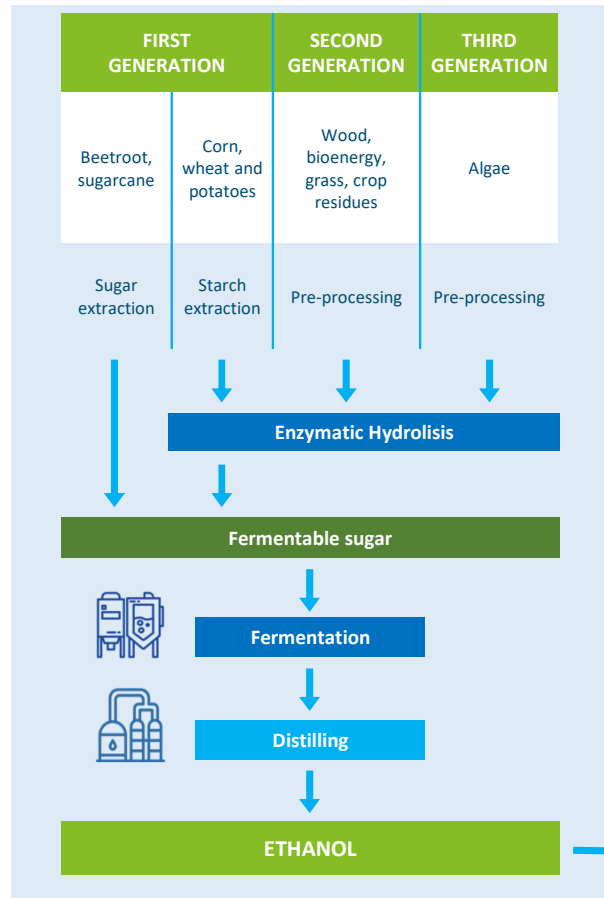 FIRST
GENERATION
SECOND
GENERATION
THIRD
GENERATION
Beetroot,
sugarcane
Corn,
wheat and
potatoes
Wood,
bioenergy,
grass, crop
residues
Algae
Sugar
extraction
Starch
extraction
Pre-processing
Pre-processing
Enzymatic Hydrolisis
Fermentable sugar
Fermentation
Distilling
ETHANOL